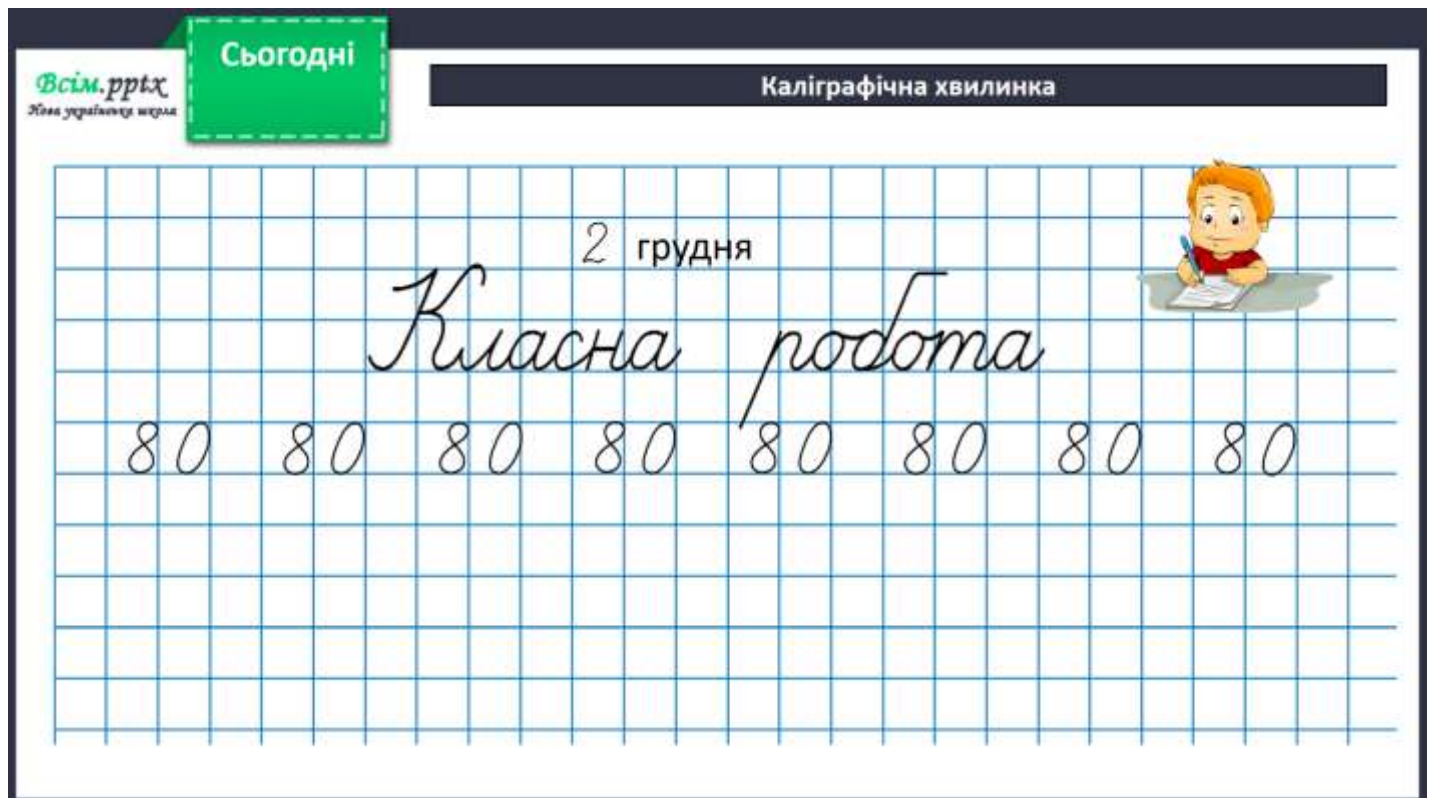 Сьогодні
Всім.pptx
Нова українська школа
Каліграфічна хвилинка
2 грудня
Класна робота
80 80 80 80 80 80 80 80